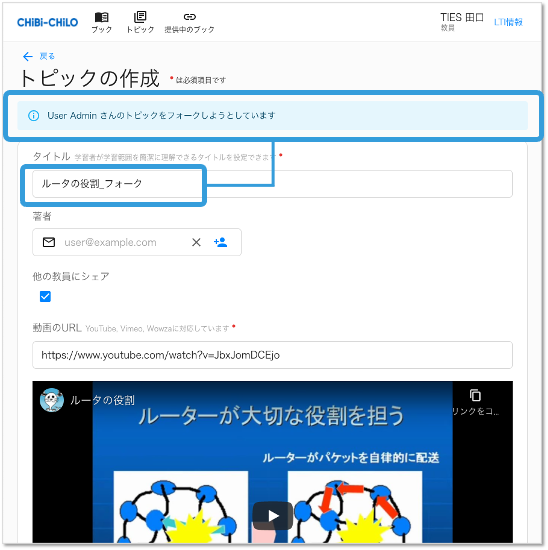 CHiBi-CHiLO
ブック
トピック
提供中のブック
TIES 田口
教員
LTI情報
戻る
トピックの作成 *は必須項目です
User Admin さんのトピックをフォークしようとしています
タイトル 学習者が学習範囲を簡潔に理解できるタイトルを設定できます *
ルータの役割_フォーク
著者
user@example.com
他の教員にシェア
動画のURL YouTube, Vimeo, Wowzaに対応しています *
https://www.youtube.com/watch?v=JbxJomDCEjo
ルータの役割
リンクをコ...
ルーターが大切な役割を担う
ルーターがパケットを自律的に配送